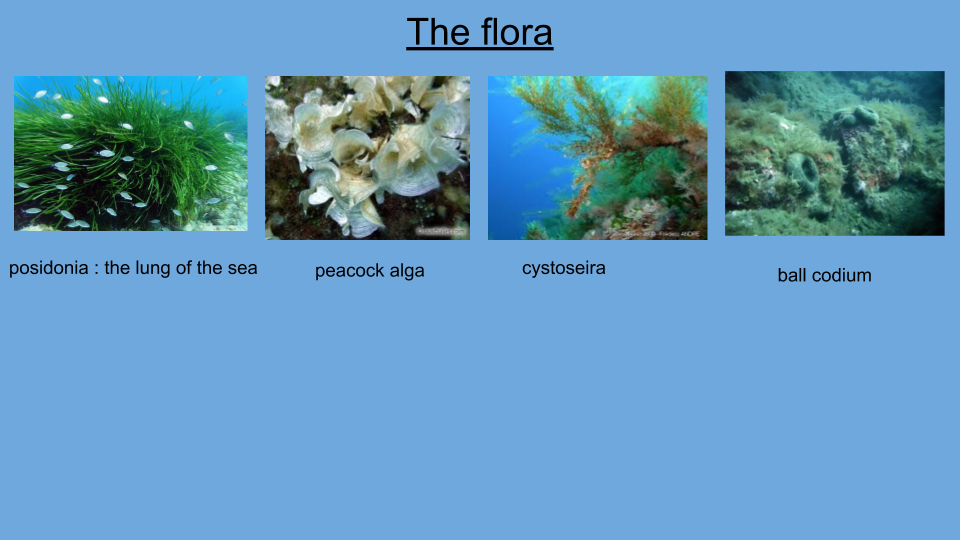 The flora
posidonia : the lung of the sea
peacock alga
cystoseira
ball codium